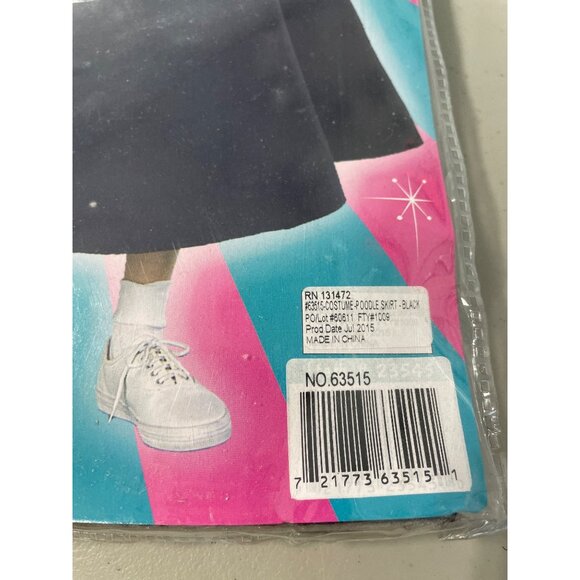 RN 131472
#63515-COSTUME-POODLE SKIRT - BLACK
PO/Lot #60611 FTY#1009
Prod.Date Jul.2015
MADE IN CHINA
NO.63515
7 21773 63515 1